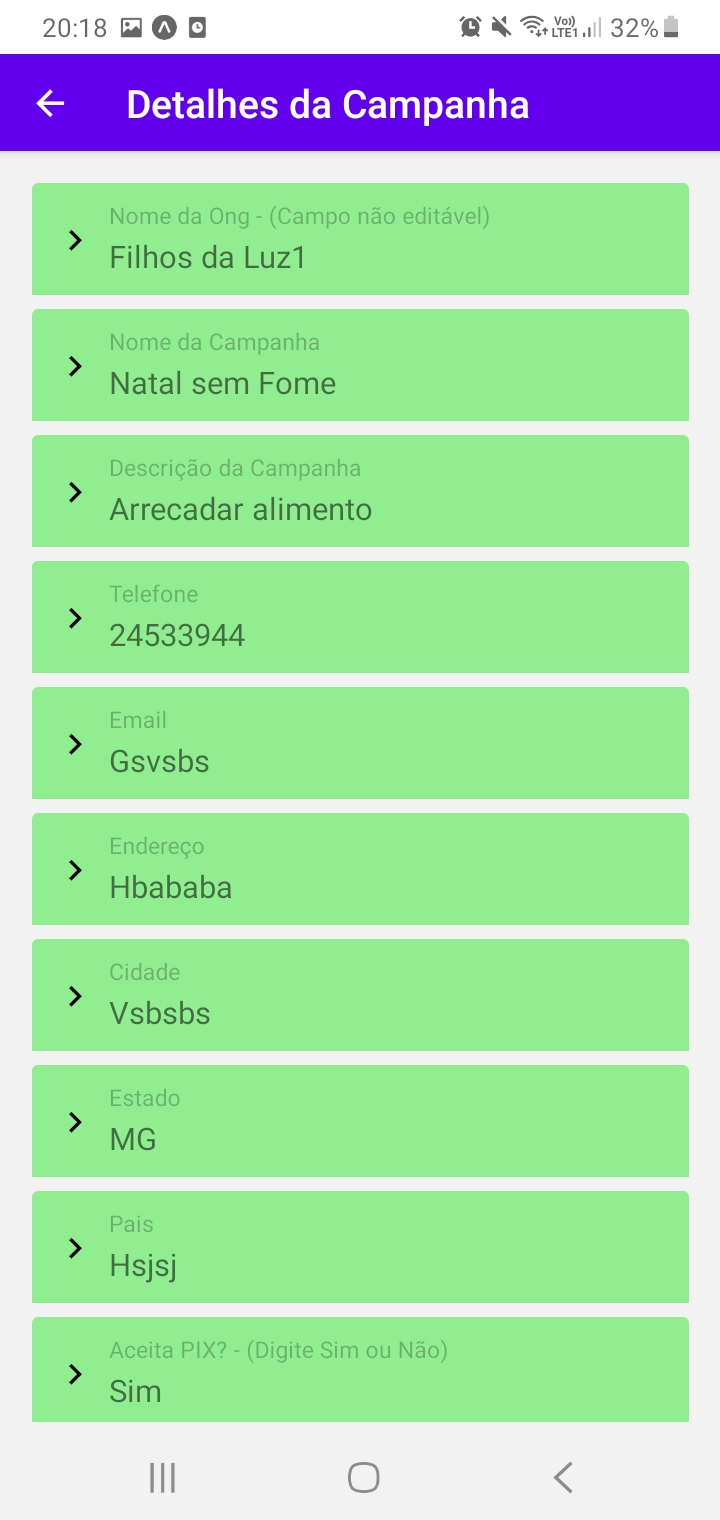 20:18 Vo)) LTE1 32%
Detalhes da Campanha
Nome da Ong - (Campo não editável)
Filhos da Luz1
Nome da Campanha
Natal sem Fome
Descrição da Campanha
Arrecadar alimento
Telefone
24533944
Email
Gsvsbs
Endereço
Hbababa
Cidade
Vsbsbs
Estado
MG
Pais
Hsjsj
Aceita PIX? - (Digite Sim ou Não)
Sim